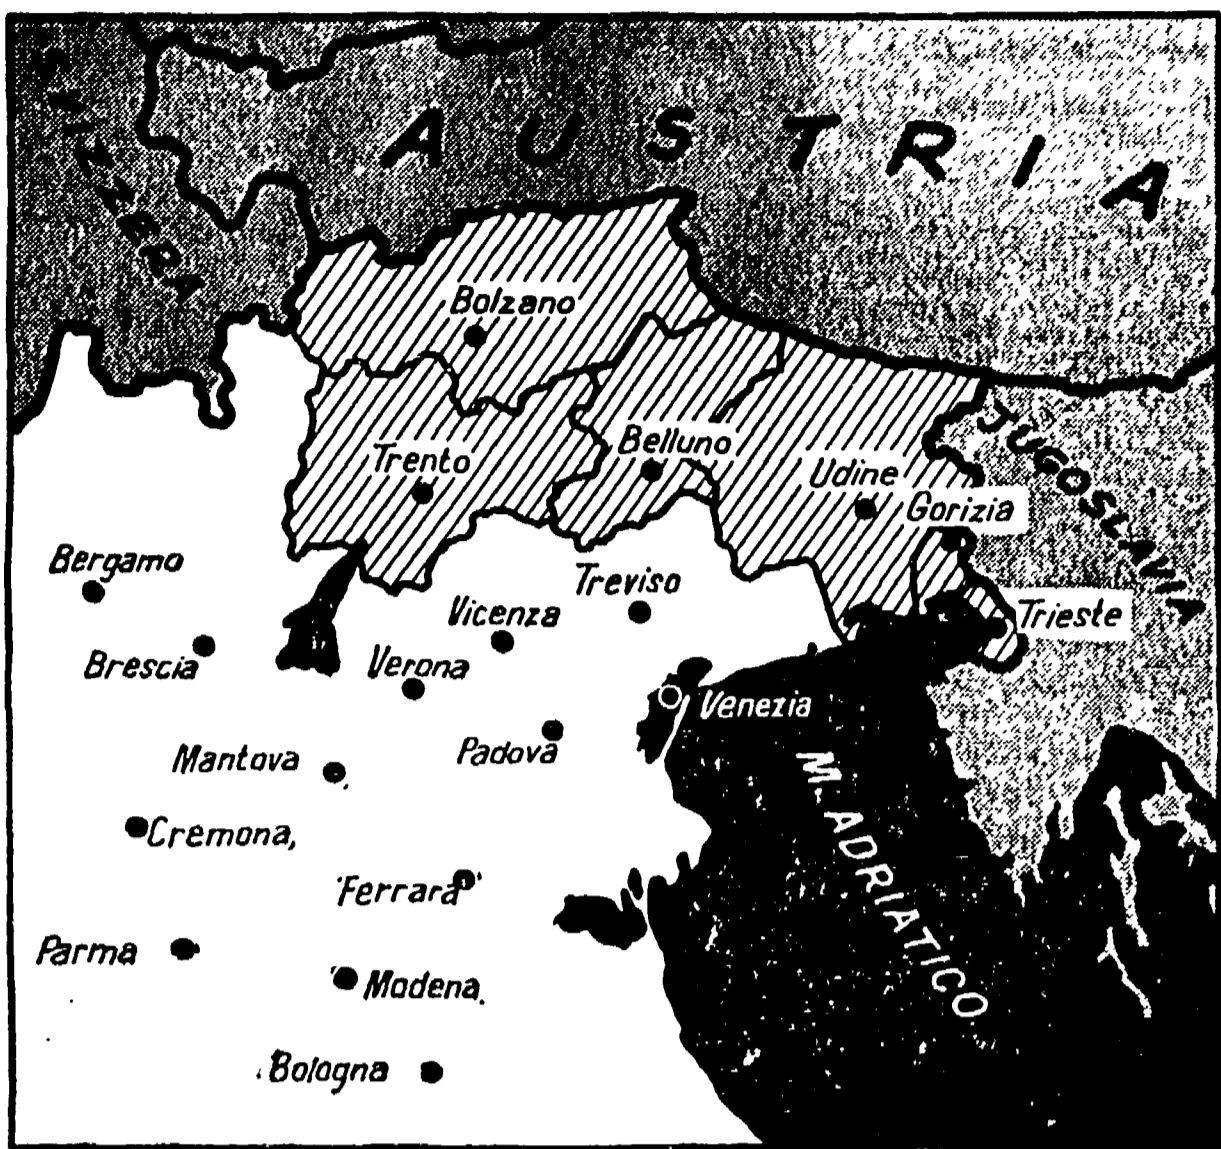 AUSTRIA
SVIZZERA
JUGOSLAVIA
Bolzano
Trento
Belluno
Udine
Gorizia
Trieste
Bergamo
Treviso
Vicenza
Brescia
Verona
Venezia
Padova
Mantova
Cremona,
M. ADRIATICO
Ferrara
Parma
Modena.
Bologna